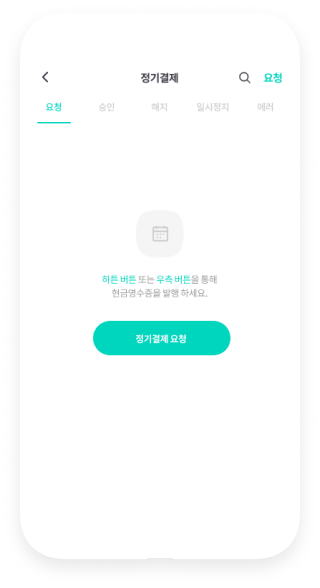 정기결제
요청
요청
승인
해지
일시정지
에러
하튼 버튼 또는 우측 버튼을 통해
현금영수증을 발행 하세요.
정기결제 요청